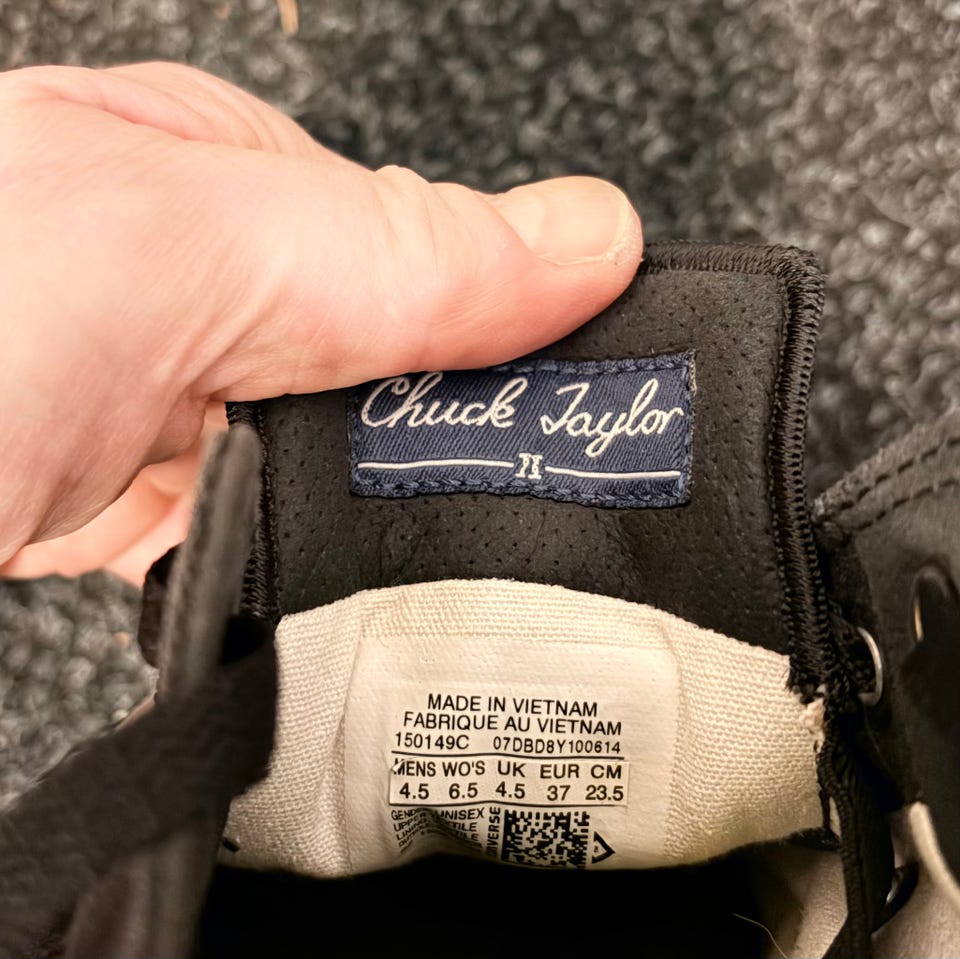 Chuck Taylor
II
MADE IN VIETNAM
FABRIQUE AU VIETNAM
150149C 07DBD8Y100614
MENS WO'S UK EUR CM
4.5 6.5 4.5 37 23.5
UNISEX